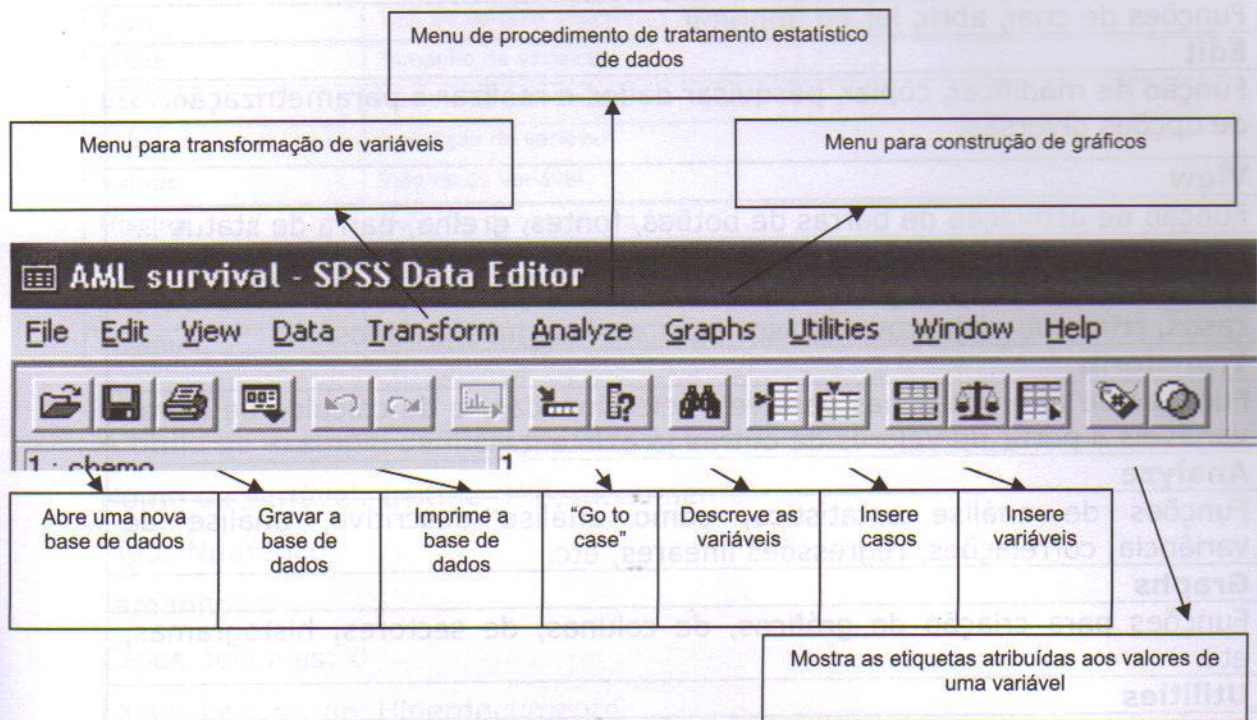 Menu de procedimento de tratamento estatístico
de dados
Menu para transformação de variáveis
Menu para construção de gráficos
AML survival - SPSS Data Editor
File Edit View Data Transform Analyze Graphs Utilities Window Help
1 : chemo 1
Abre uma nova
base de dados
Gravar a
base de
dados
Imprime a
base de
dados
"Go to
case"
Descreve as
variáveis
Insere
casos
Insere
variáveis
Mostra as etiquetas atribuídas aos valores de
uma variável